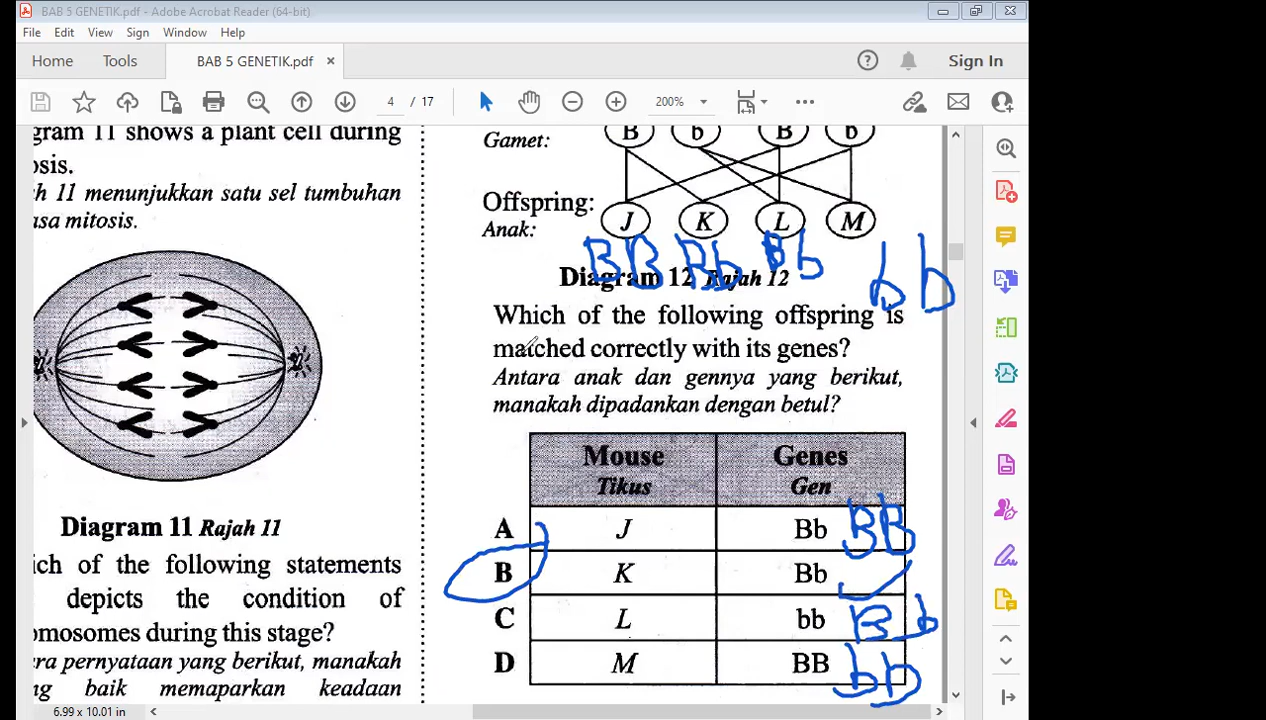 BAB 5 GENETIK.pdf - Adobe Acrobat Reader (64-bit)
File Edit View Sign Window Help
Home Tools BAB 5 GENETIK.pdf × Sign In
4 / 17 200%
gram 11 shows a plant cell during
osis.
ah 11 menunjukkan satu sel tumbuhan
asa mitosis.
Diagram 11 Rajah 11
ich of the following statements
depicts the condition of
omosomes during this stage?
ra pernyataan yang berikut, manakah
ng baik memaparkan keadaan
B b B b
Gamet:
Offspring:
Anak:
J K L M
BB Bb Bb bb
Diagram 12 Rajah 12
Which of the following offspring is
matched correctly with its genes?
Antara anak dan gennya yang berikut,
manakah dipadankan dengan betul?
Mouse Genes
Tikus Gen
A J Bb BB
B K Bb
C L bb Bb
D M BB bb
6.99 x 10.01 in